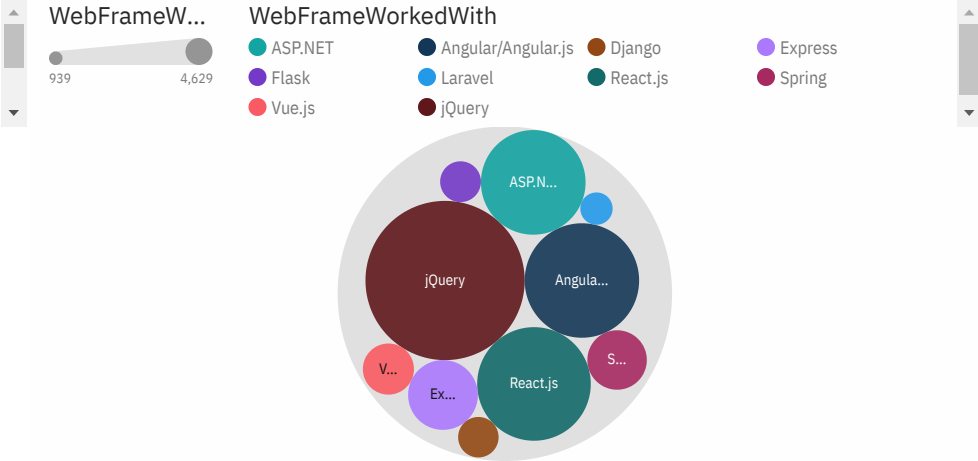 WebFrameW...
939 4,629
WebFrameWorkedWith
ASP.NET Angular/Angular.js Django Express
Flask Laravel React.js Spring
Vue.js jQuery
ASP.N...
jQuery Angula...
V... Ex... React.js S...